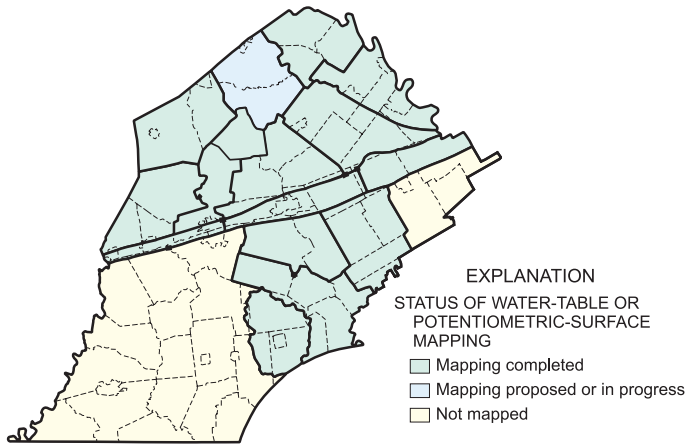 EXPLANATION
STATUS OF WATER-TABLE OR
POTENTIOMETRIC-SURFACE
MAPPING
Mapping completed
Mapping proposed or in progress
Not mapped